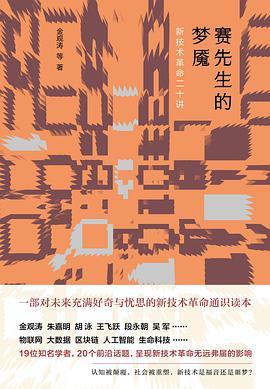 赛先生的
梦魇
新技术革命二十讲
金观涛 等 著
一部对未来充满好奇与忧思的新技术革命通识读本
金观涛 朱嘉明 胡泳 王飞跃 段永朝 吴军……
物联网 大数据 区块链 人工智能 生命科技……
19位知名学者，20个前沿话题，呈现新技术革命无远弗届的影响
认知被颠覆，社会被重塑，新技术是福音还是噩梦？